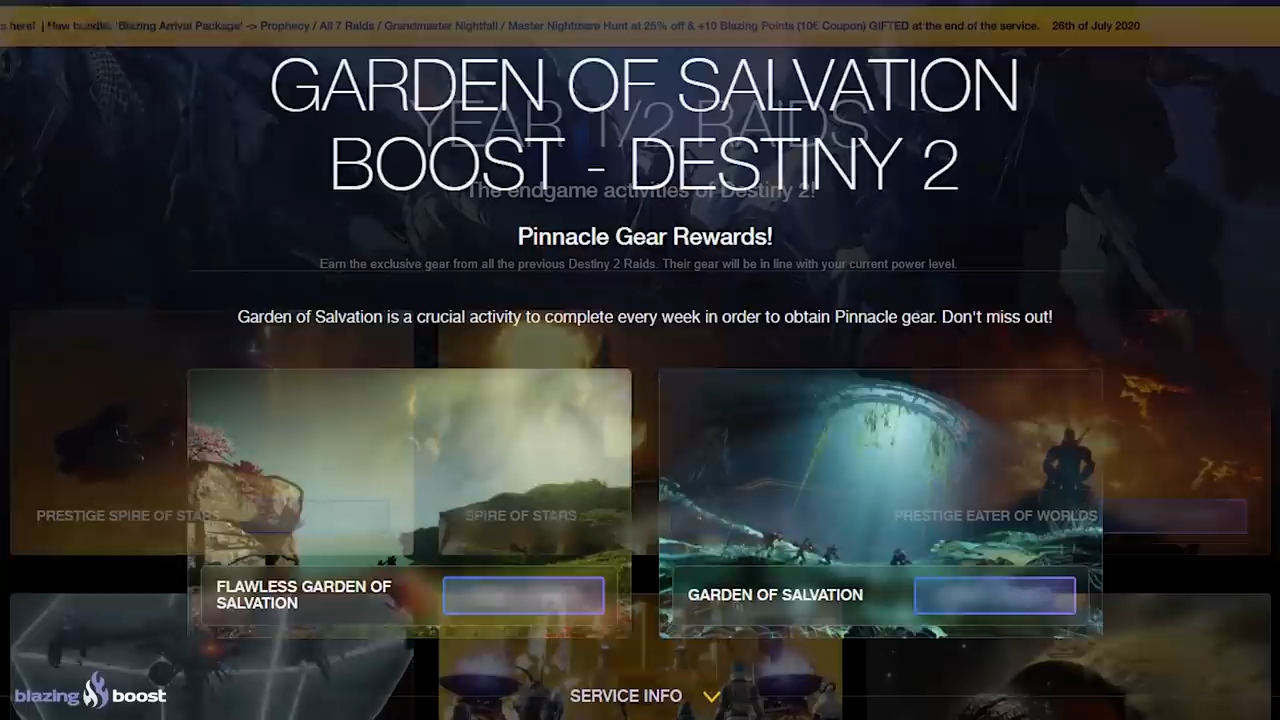 s here! | New bundle 'Blazing Arrival Package' -> Prophecy / All 7 Raids / Grandmaster Nightfall / Master Nightmare Hunt at 25% off & +10 Blazing Points (10€ Coupon) GIFTED at the end of the service. 26th of July 2020
GARDEN OF SALVATION
YEAR 1/2 RAIDS
BOOST - DESTINY 2
The endgame activities of Destiny 2!
Pinnacle Gear Rewards!
Earn the exclusive gear from all the previous Destiny 2 Raids. Their gear will be in line with your current power level.
Garden of Salvation is a crucial activity to complete every week in order to obtain Pinnacle gear. Don't miss out!
PRESTIGE SPIRE OF STARS
SPIRE OF STARS
PRESTIGE EATER OF WORLDS
FLAWLESS GARDEN OF
SALVATION
GARDEN OF SALVATION
blazing boost
SERVICE INFO